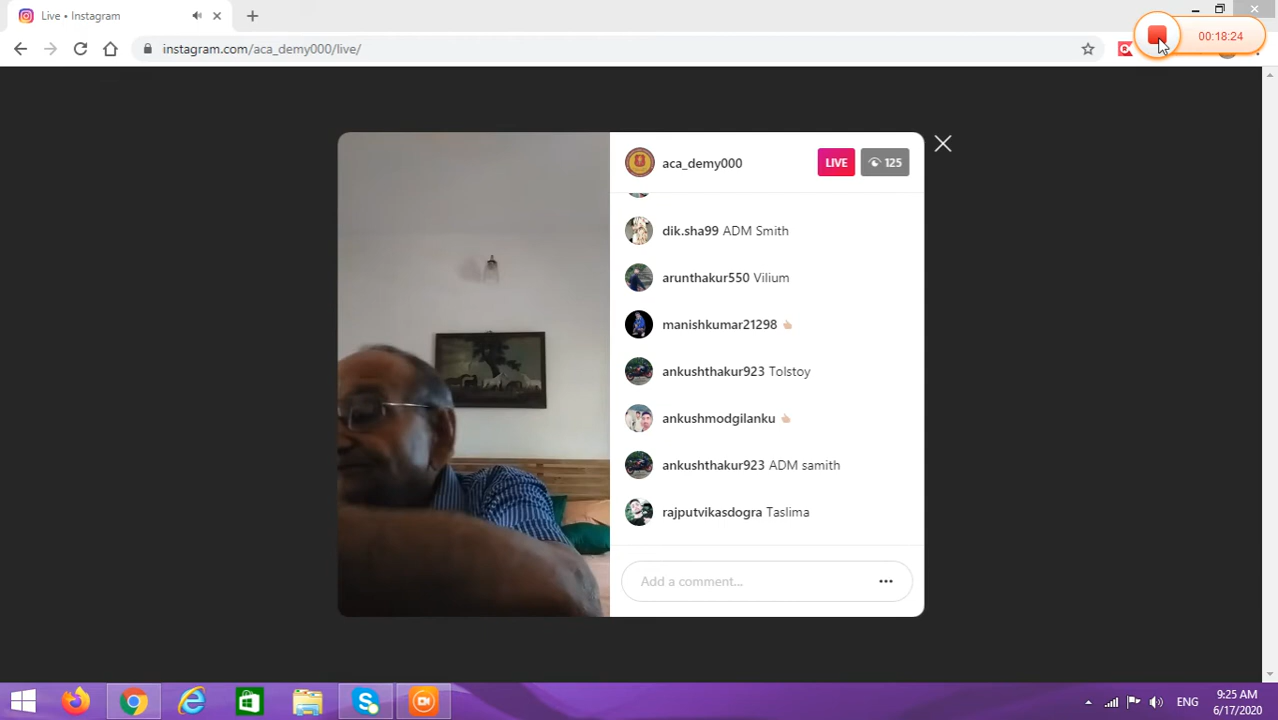 Live • Instagram
00:18:24
instagram.com/aca_demy000/live/
aca_demy000
LIVE
125
dik.sha99 ADM Smith
arunthakur550 Vilium
manishkumar21298
ankushthakur923 Tolstoy
ankushmodgilanku
ankushthakur923 ADM samith
rajputvikasdogra Taslima
Add a comment...
ENG
9:25 AM
6/17/2020